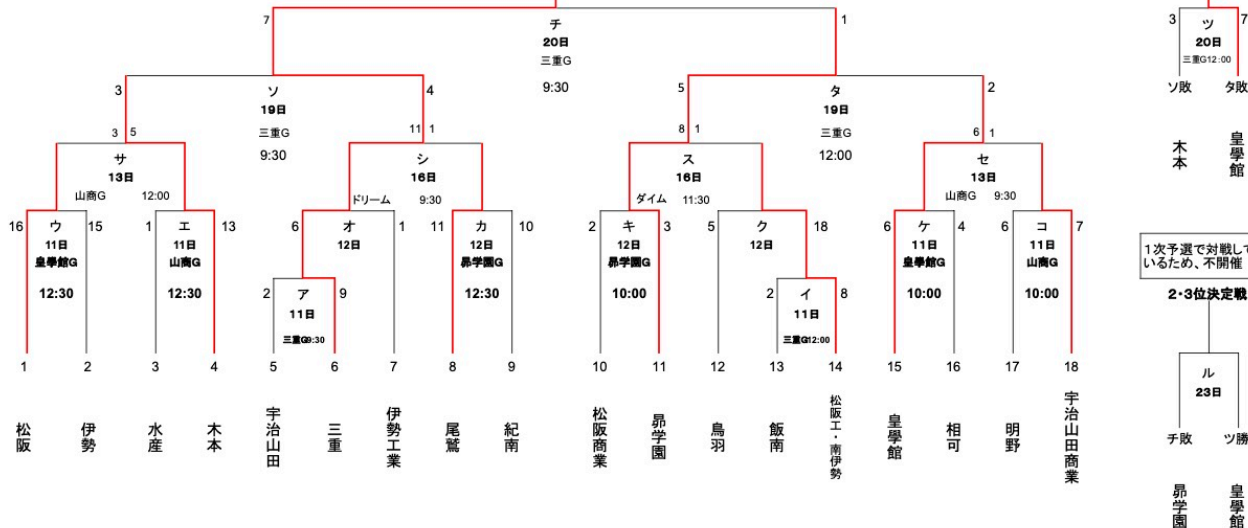 7
チ
20日
三重G
9:30
1
3
ツ
20日
三重G12:00
7
ソ敗
タ敗
木本
皇學館
3
ソ
19日
三重G
9:30
4
5
タ
19日
三重G
12:00
2
3
5
サ
13日
山商G
12:00
11
1
シ
16日
ドリーム
9:30
8
1
ス
16日
ダイム
11:30
6
1
セ
13日
山商G
9:30
16
ウ
11日
皇學館G
12:30
15
1
エ
11日
山商G
12:30
13
6
オ
12日
1
11
カ
12日
昴学園G
12:30
10
2
キ
12日
昴学園G
10:00
3
5
ク
12日
18
6
ケ
11日
皇學館G
10:00
4
6
コ
11日
山商G
10:00
7
1次予選で対戦して
いるため、不開催
2・3位決定戦
2
ア
11日
三重G9:30
9
2
イ
11日
三重G12:00
8
ル
23日
チ敗
ツ勝
昴学園
皇學館
1
2
3
4
5
6
7
8
9
10
11
12
13
14
15
16
17
18
松阪
伊勢
水産
木本
宇治山田
三重
伊勢工業
尾鷲
紀南
松阪商業
昴学園
鳥羽
飯南
松阪工・南伊勢
皇學館
相可
明野
宇治山田商業